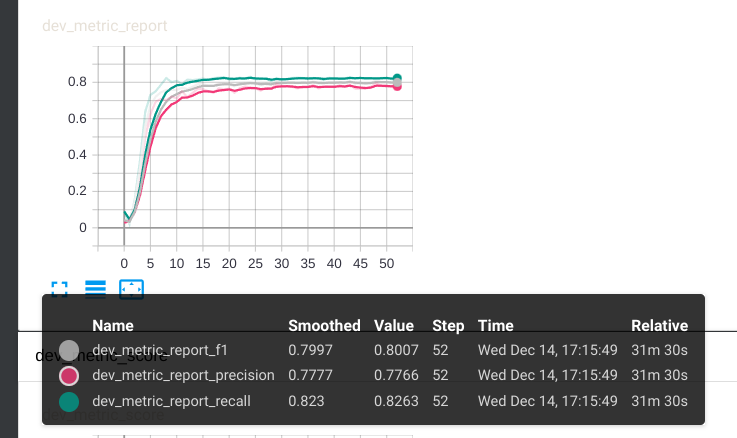 dev_metric_report
0.8
0.6
0.4
0.2
0
0 5 10 15 20 25 30 35 40 45 50
Name Smoothed Value Step Time Relative
dev_metric_score
dev_metric_report_f1 0.7997 0.8007 52 Wed Dec 14, 17:15:49 31m 30s
dev_metric_report_precision 0.7777 0.7766 52 Wed Dec 14, 17:15:49 31m 30s
dev_metric_report_recall 0.823 0.8263 52 Wed Dec 14, 17:15:49 31m 30s
dev_metric_score